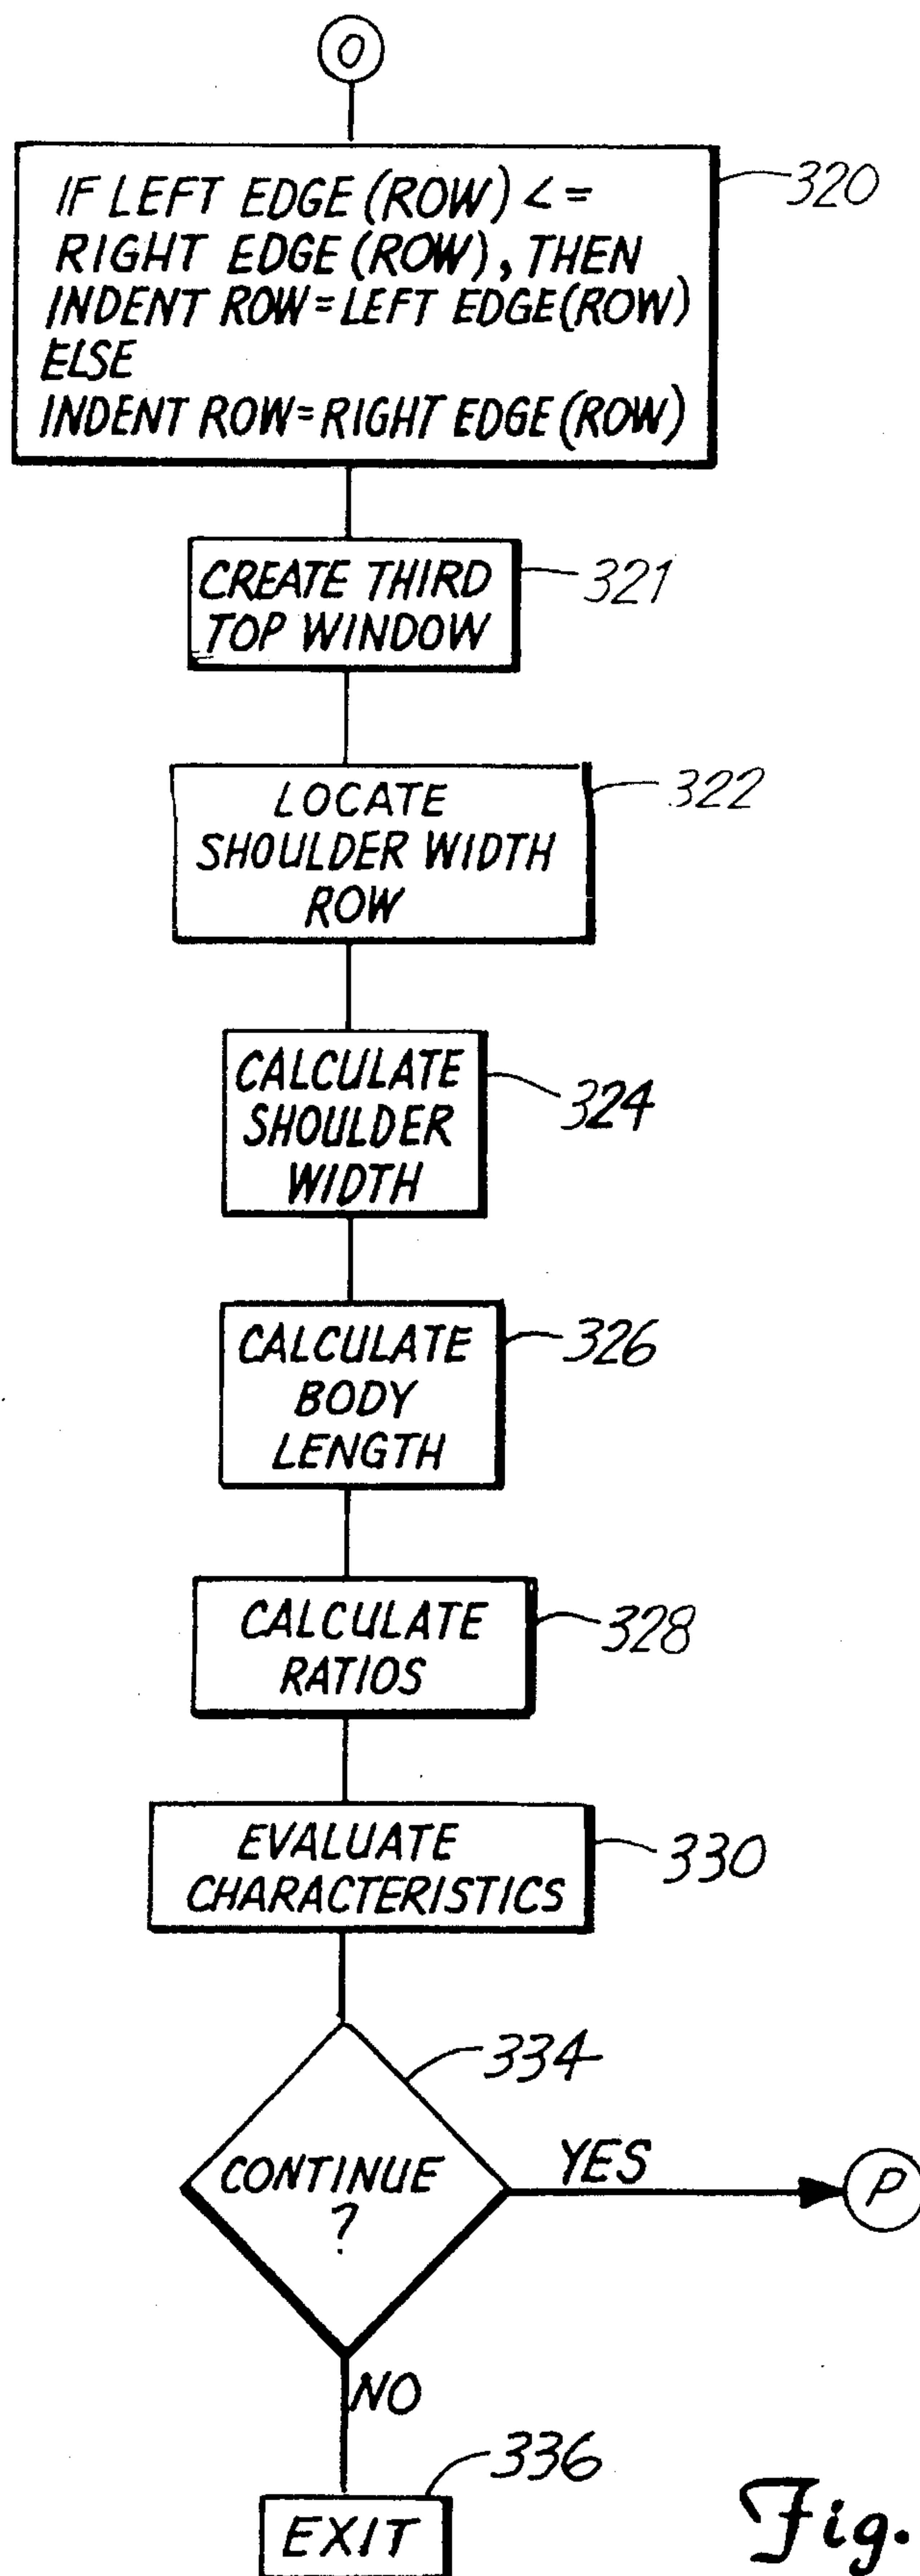 O
IF LEFT EDGE (ROW) <=
RIGHT EDGE (ROW), THEN
INDENT ROW=LEFT EDGE(ROW)
ELSE
INDENT ROW=RIGHT EDGE(ROW)
320
CREATE THIRD
TOP WINDOW
321
LOCATE
SHOULDER WIDTH
ROW
322
CALCULATE
SHOULDER
WIDTH
324
CALCULATE
BODY
LENGTH
326
CALCULATE
RATIOS
328
EVALUATE
CHARACTERISTICS
330
334
CONTINUE
?
YES
P
NO
336
EXIT
Fig.